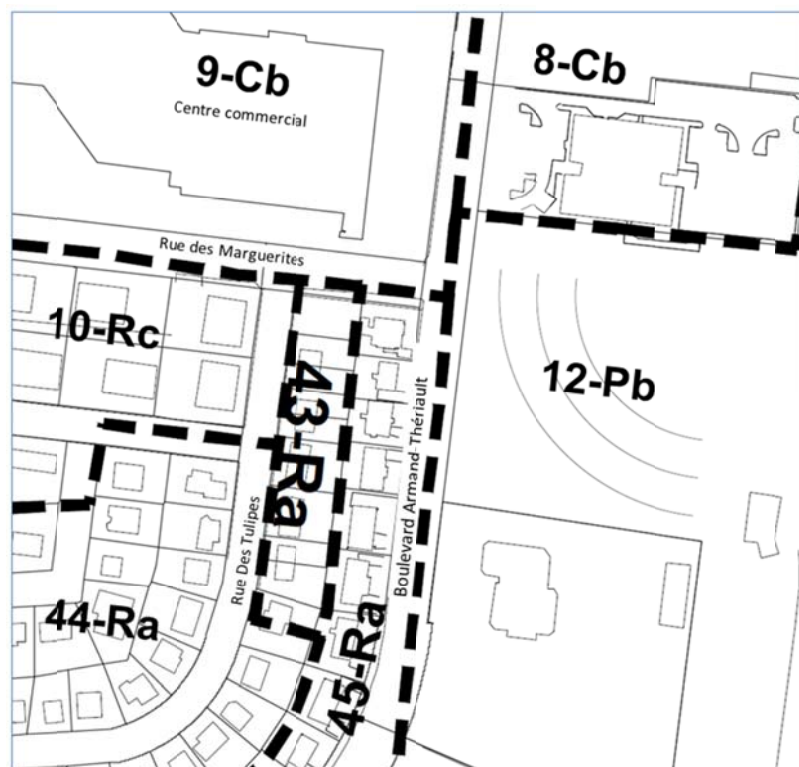 9-Cb
Centre commercial
8-Cb
Rue des Marguerites
10-Rc
43-Ra
12-Pb
Boulevard Armand-Thériault
Rue Des Tulipes
44-Ra
45-Ra